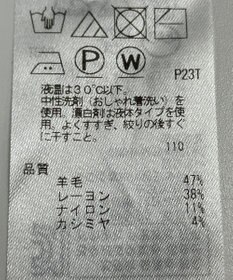 P W
P23T
液温は30℃以下。
中性洗剤(おしゃれ着洗い)を
使用。漂白剤は液体タイプを使
用。よくすすぎ、絞りの後すぐ
に干すこと。
110
品質
羊毛 47%
レーヨン 38%
ナイロン 11%
カシミヤ 4%